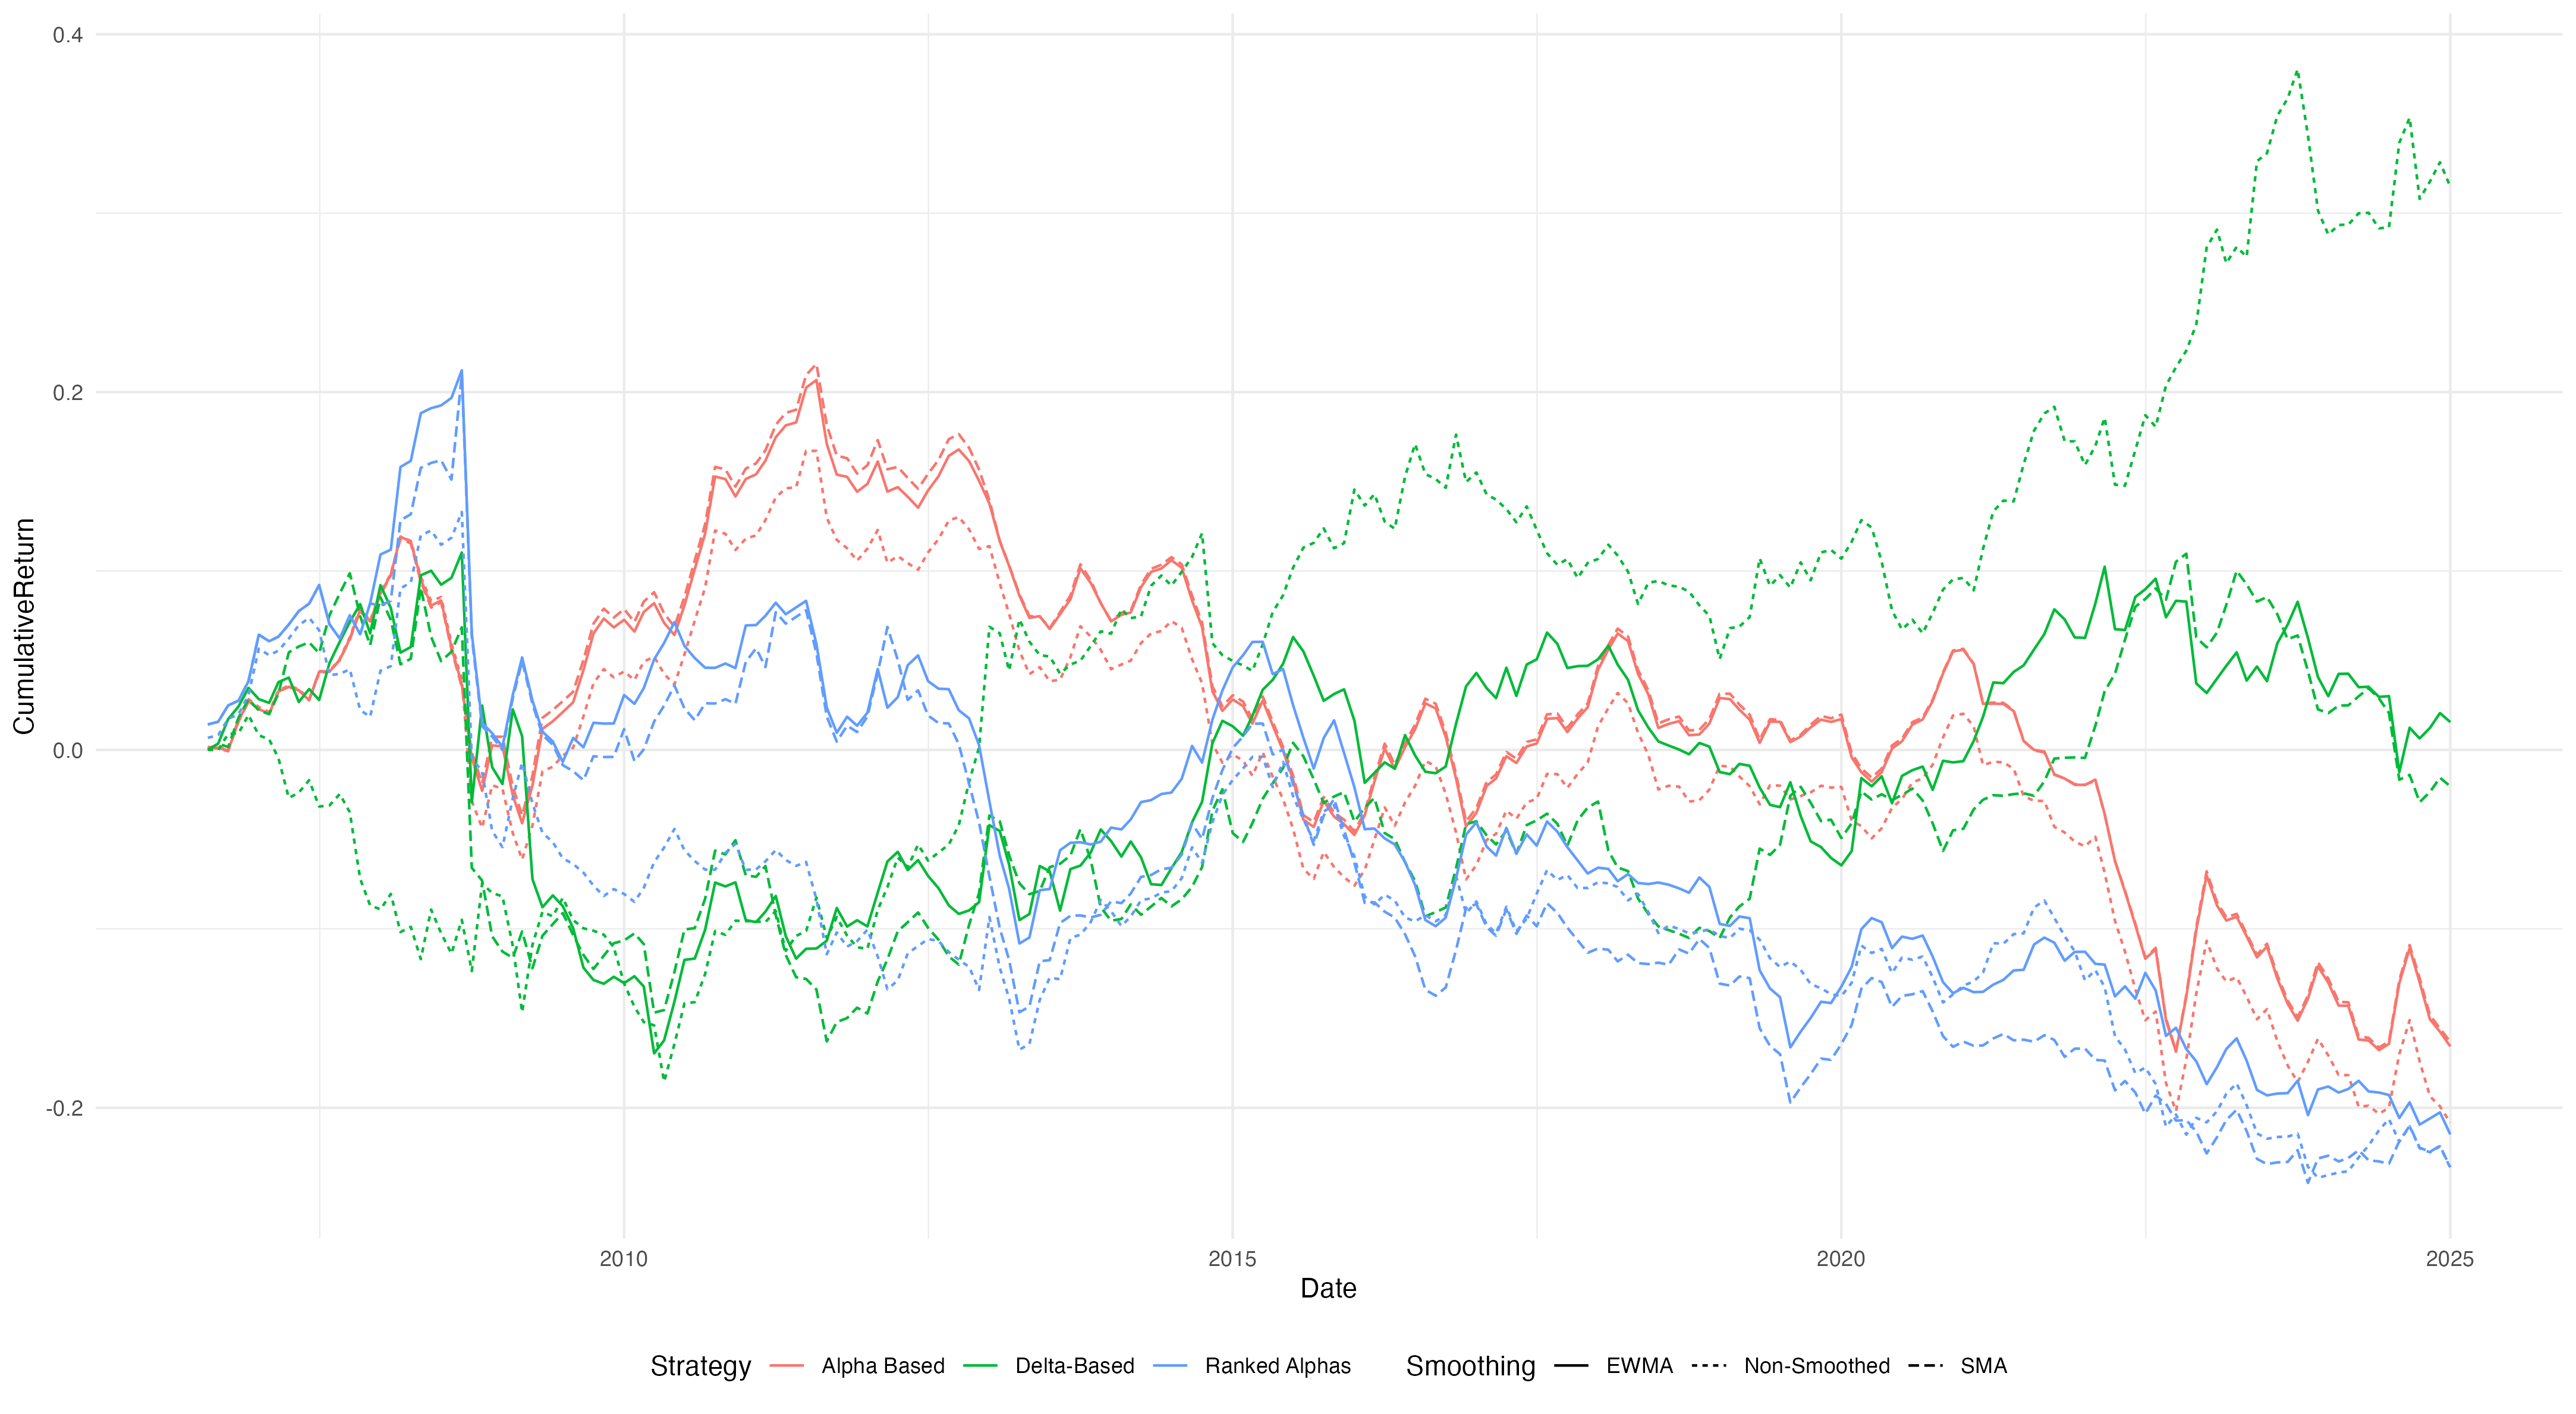 0.4
0.2
0.0
-0.2
CumulativeReturn
2010 2015 2020 2025
Date
Strategy Alpha Based Delta-Based Ranked Alphas Smoothing EWMA Non-Smoothed SMA